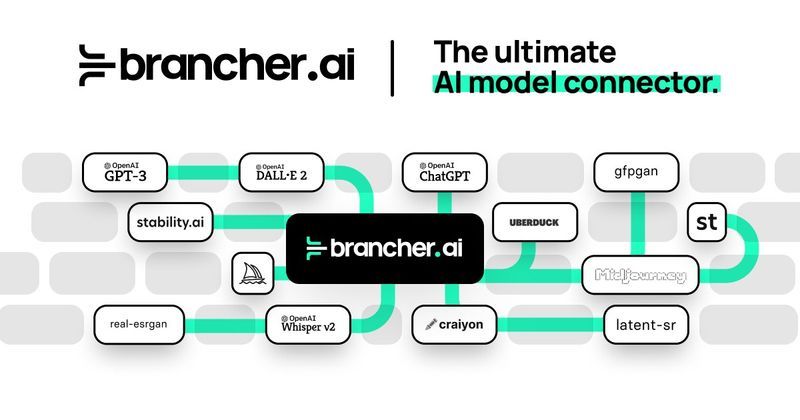 brancher.ai
The ultimate
AI model connector.
OpenAI
GPT-3
OpenAI
DALL·E 2
OpenAI
ChatGPT
gfpgan
stability.ai
UBERDUCK
st
brancher.ai
Midjourney
real-esrgan
OpenAI
Whisper v2
craiyon
latent-sr